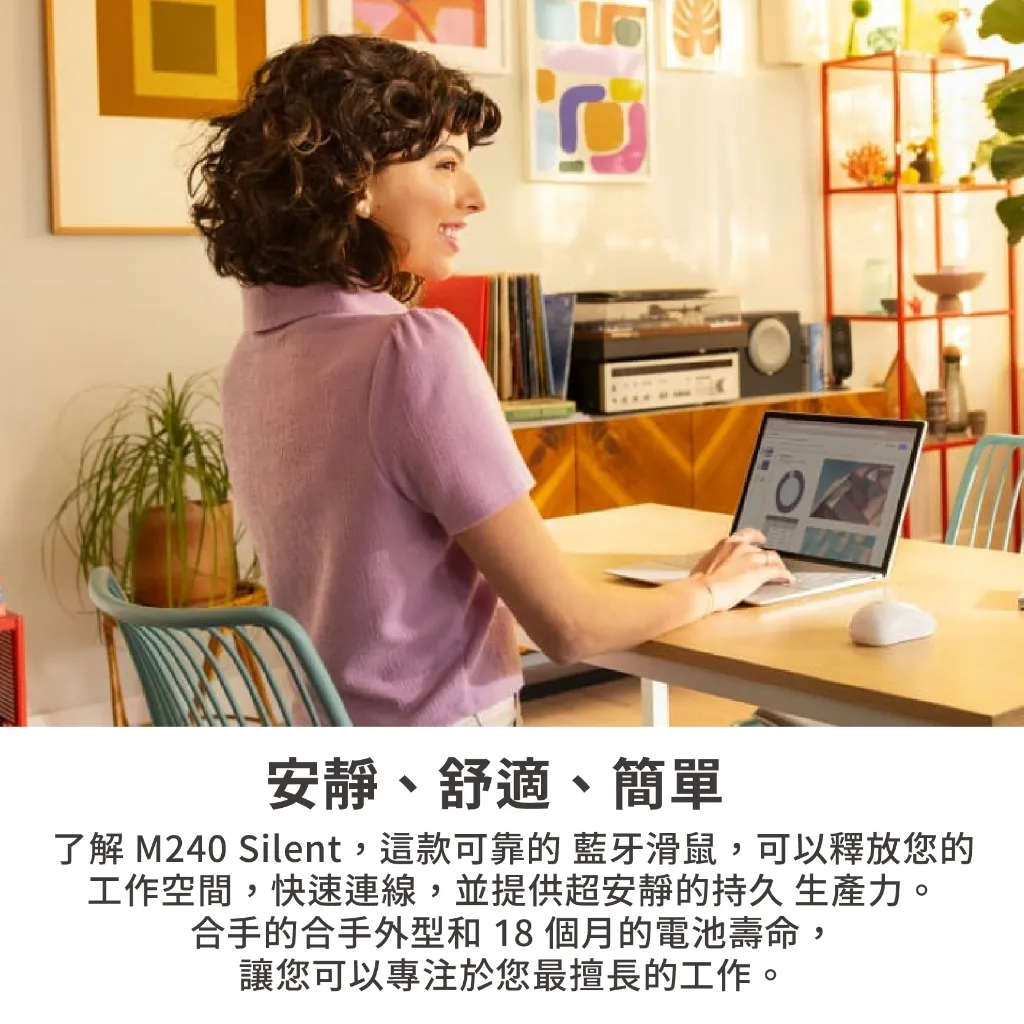 安靜、舒適、簡單
了解 M240 Silent，這款可靠的 藍牙滑鼠，可以釋放您的
工作空間，快速連線，並提供超安靜的持久 生產力。
合手的合手外型和 18 個月的電池壽命，
讓您可以專注於您最擅長的工作。